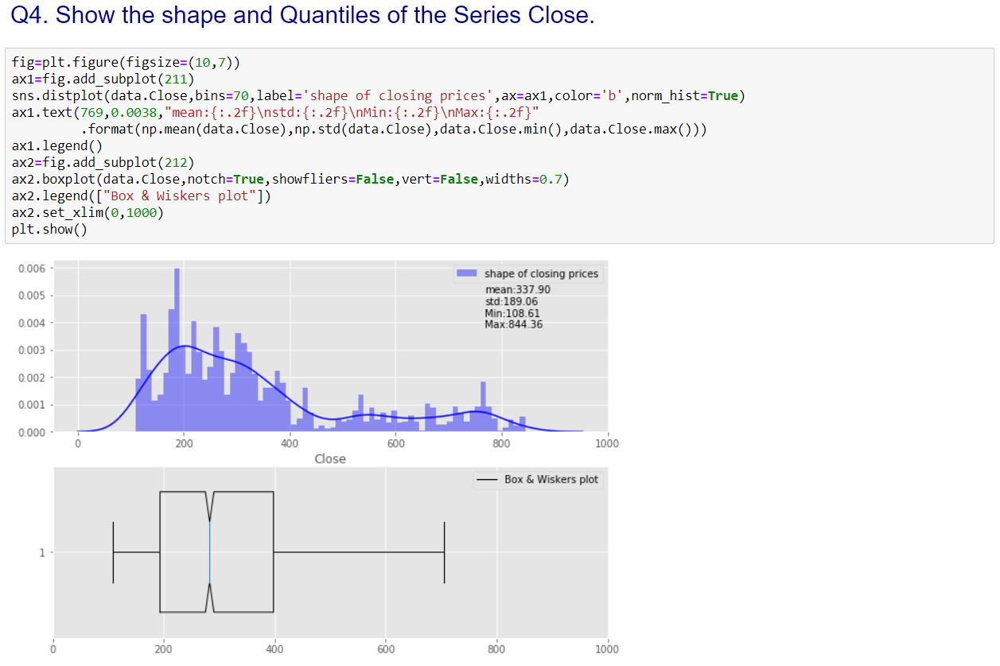 Q4. Show the shape and Quantiles of the Series Close.
fig=plt.figure(figsize=(10,7))
ax1=fig.add_subplot(211)
sns.distplot(data.Close,bins=70,label='shape of closing prices',ax=ax1,color='b',norm_hist=True)
ax1.text(769,0.0038,"mean:{:.2f}\nstd:{:.2f}\nMin:{:.2f}\nMax:{:.2f}"
.format(np.mean(data.Close),np.std(data.Close),data.Close.min(),data.Close.max()))
ax1.legend()
ax2=fig.add_subplot(212)
ax2.boxplot(data.Close,notch=True,showfliers=False,vert=False,widths=0.7)
ax2.legend(["Box & Wiskers plot"])
ax2.set_xlim(0,1000)
plt.show()
shape of closing prices
mean:337.90
std:189.06
Min:108.61
Max:844.36
0.006
0.005
0.004
0.003
0.002
0.001
0.000
0 200 400 600 800 1000
Close
Box & Wiskers plot
1
0 200 400 600 800 1000